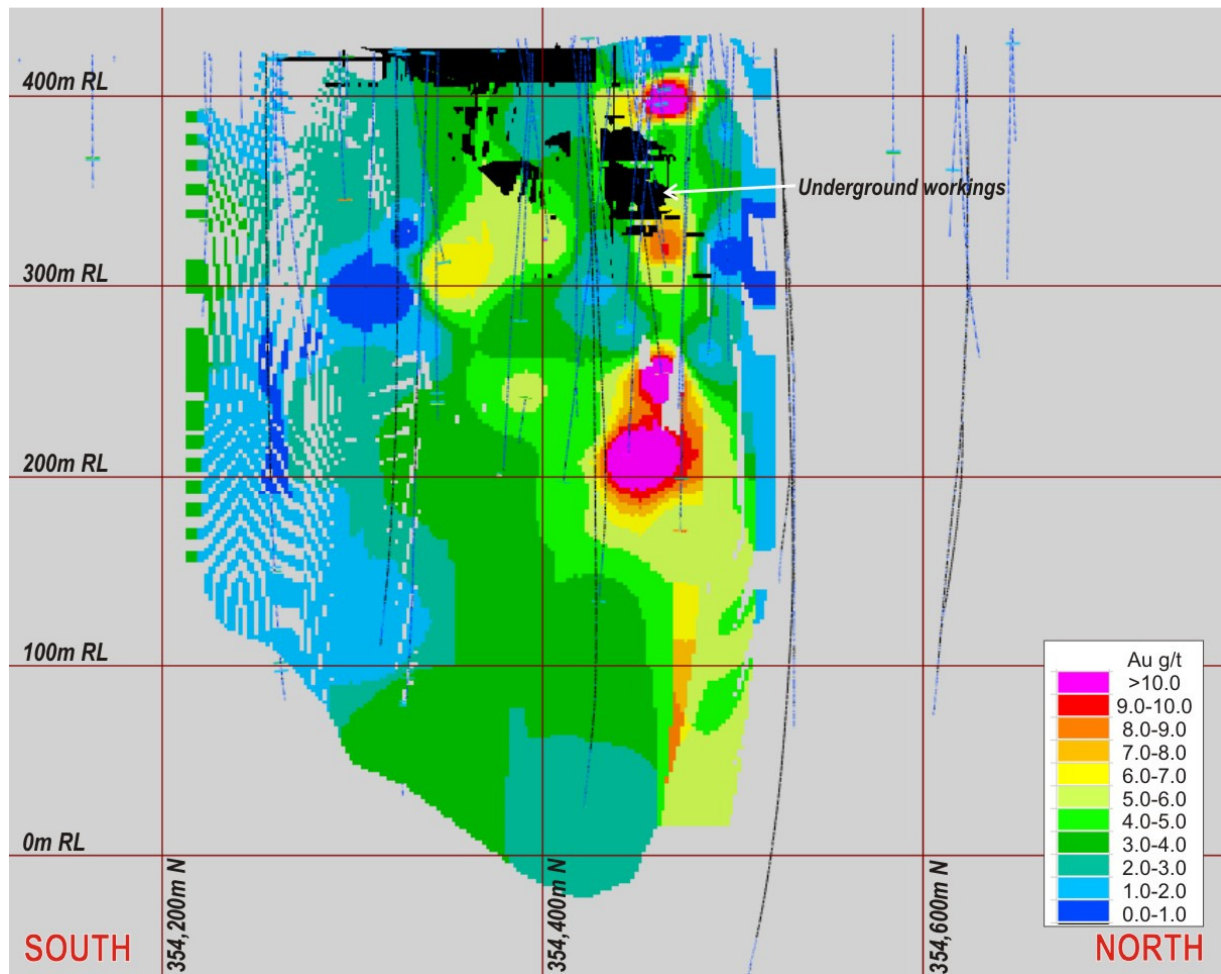 400m RL
Underground workings
300m RL
200m RL
100m RL
0m RL
354,200m N
354,400m N
354,600m N
Au g/t
>10.0
9.0-10.0
8.0-9.0
7.0-8.0
6.0-7.0
5.0-6.0
4.0-5.0
3.0-4.0
2.0-3.0
1.0-2.0
0.0-1.0
SOUTH
NORTH